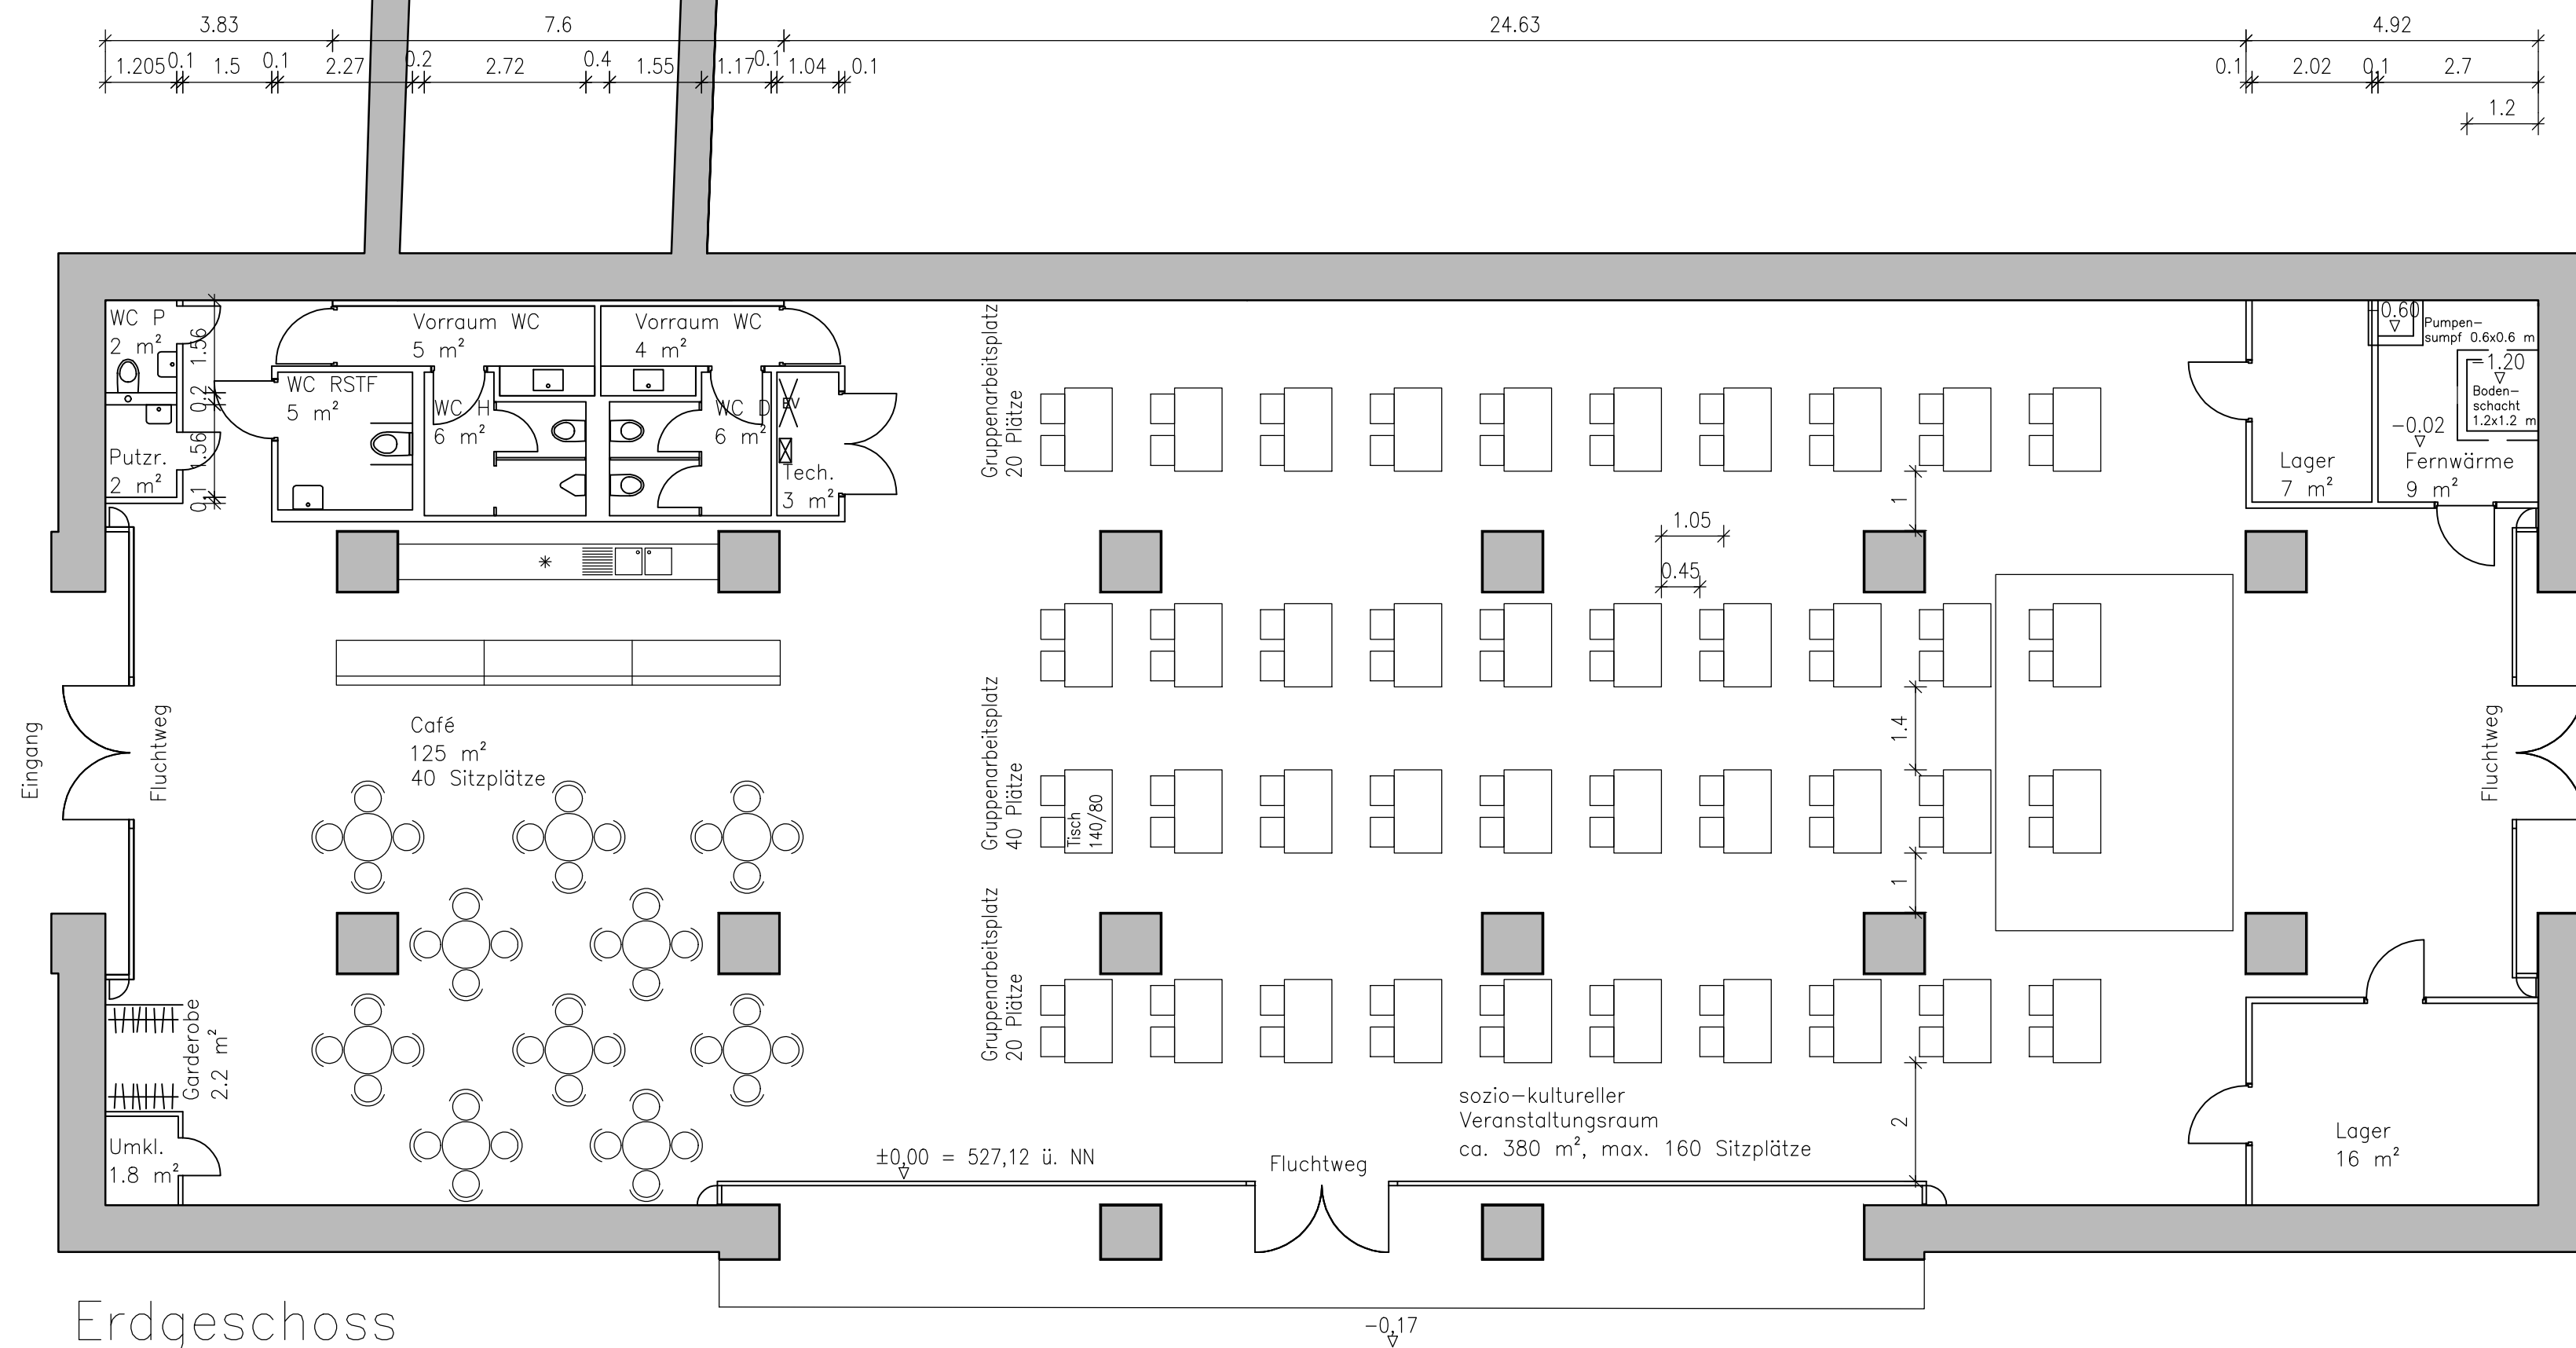 3.83 7.6 24.63 4.92
1.205 0.1 1.5 0.1 2.27 0.2 2.72 0.4 1.55 1.17 0.1 1.04 0.1 0.1 2.02 0.1 2.7
1.2
WC P
2 m²
1.56
0.2
1.56
0.1
Putzr.
2 m²
Vorraum WC
5 m²
Vorraum WC
4 m²
WC RSTF
5 m²
WC H
6 m²
WC D
6 m²
EV
Tech.
3 m²
Gruppenarbeitsplatz
20 Plätze
Lager
7 m²
-0.60
Pumpen-
sumpf 0.6x0.6 m
-1.20
Boden-
schacht
1.2x1.2 m
-0.02
Fernwärme
9 m²
1
1.05
0.45
Eingang
Fluchtweg
Café
125 m²
40 Sitzplätze
Gruppenarbeitsplatz
40 Plätze
Tisch
140/80
1.4
1
Fluchtweg
Gruppenarbeitsplatz
20 Plätze
Garderobe
2.2 m²
Umkl.
1.8 m²
±0,00 = 527,12 ü. NN
Fluchtweg
sozio-kultureller
Veranstaltungsraum
ca. 380 m², max. 160 Sitzplätze
2
Lager
16 m²
Erdgeschoss
-0,17